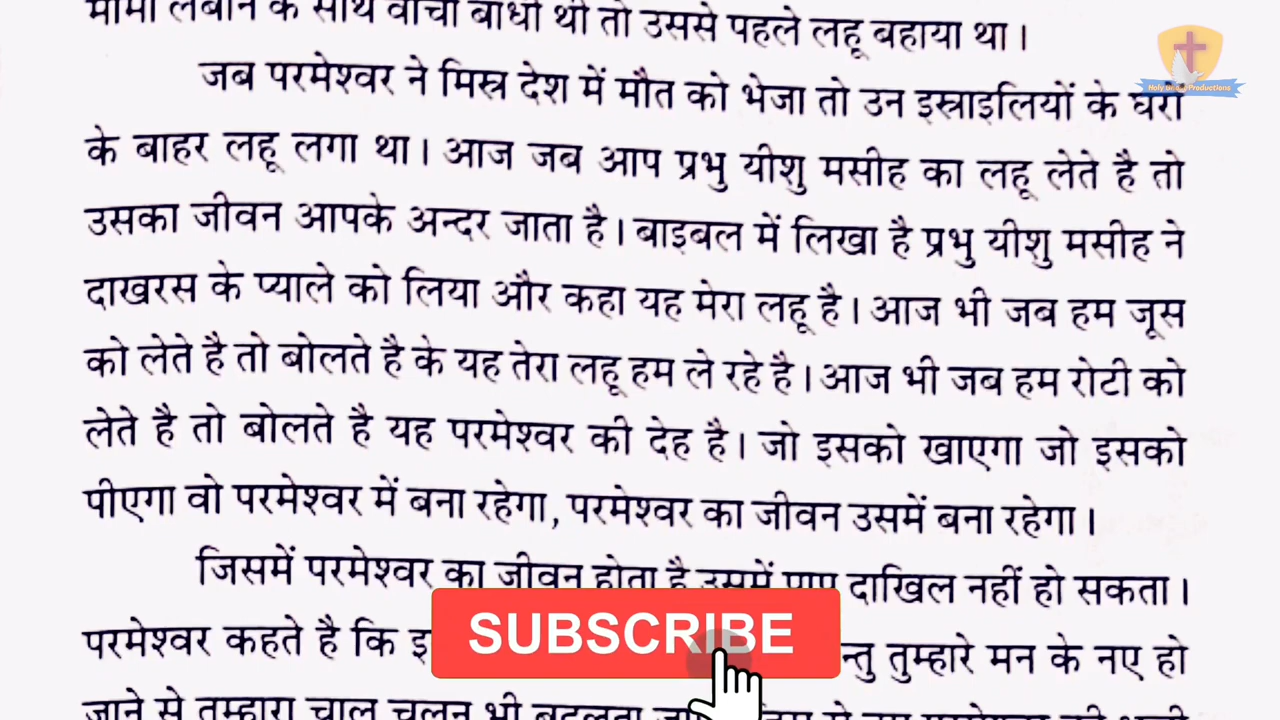 मामा लबान के साथ वाचा बाँधी थी तो उससे पहले लहू बहाया था।
जब परमेश्वर ने मिस्र देश में मौत को भेजा तो उन इस्राइलियों के घरों
के बाहर लहू लगा था। आज जब आप प्रभु यीशु मसीह का लहू लेते है तो
उसका जीवन आपके अन्दर जाता है। बाइबल में लिखा है प्रभु यीशु मसीह ने
दाखरस के प्याले को लिया और कहा यह मेरा लहू है। आज भी जब हम जूस
को लेते है तो बोलते है के यह तेरा लहू हम ले रहे है। आज भी जब हम रोटी को
लेते है तो बोलते है यह परमेश्वर की देह है। जो इसको खाएगा जो इसको
पीएगा वो परमेश्वर में बना रहेगा, परमेश्वर का जीवन उसमें बना रहेगा।
जिसमें परमेश्वर का जीवन होता है उसमें पाप दाखिल नहीं हो सकता।
परमेश्वर कहते है कि तुम्हारे मन के नए हो
जाने से तुम्हारा चाल चलन भी
SUBSCRIBE